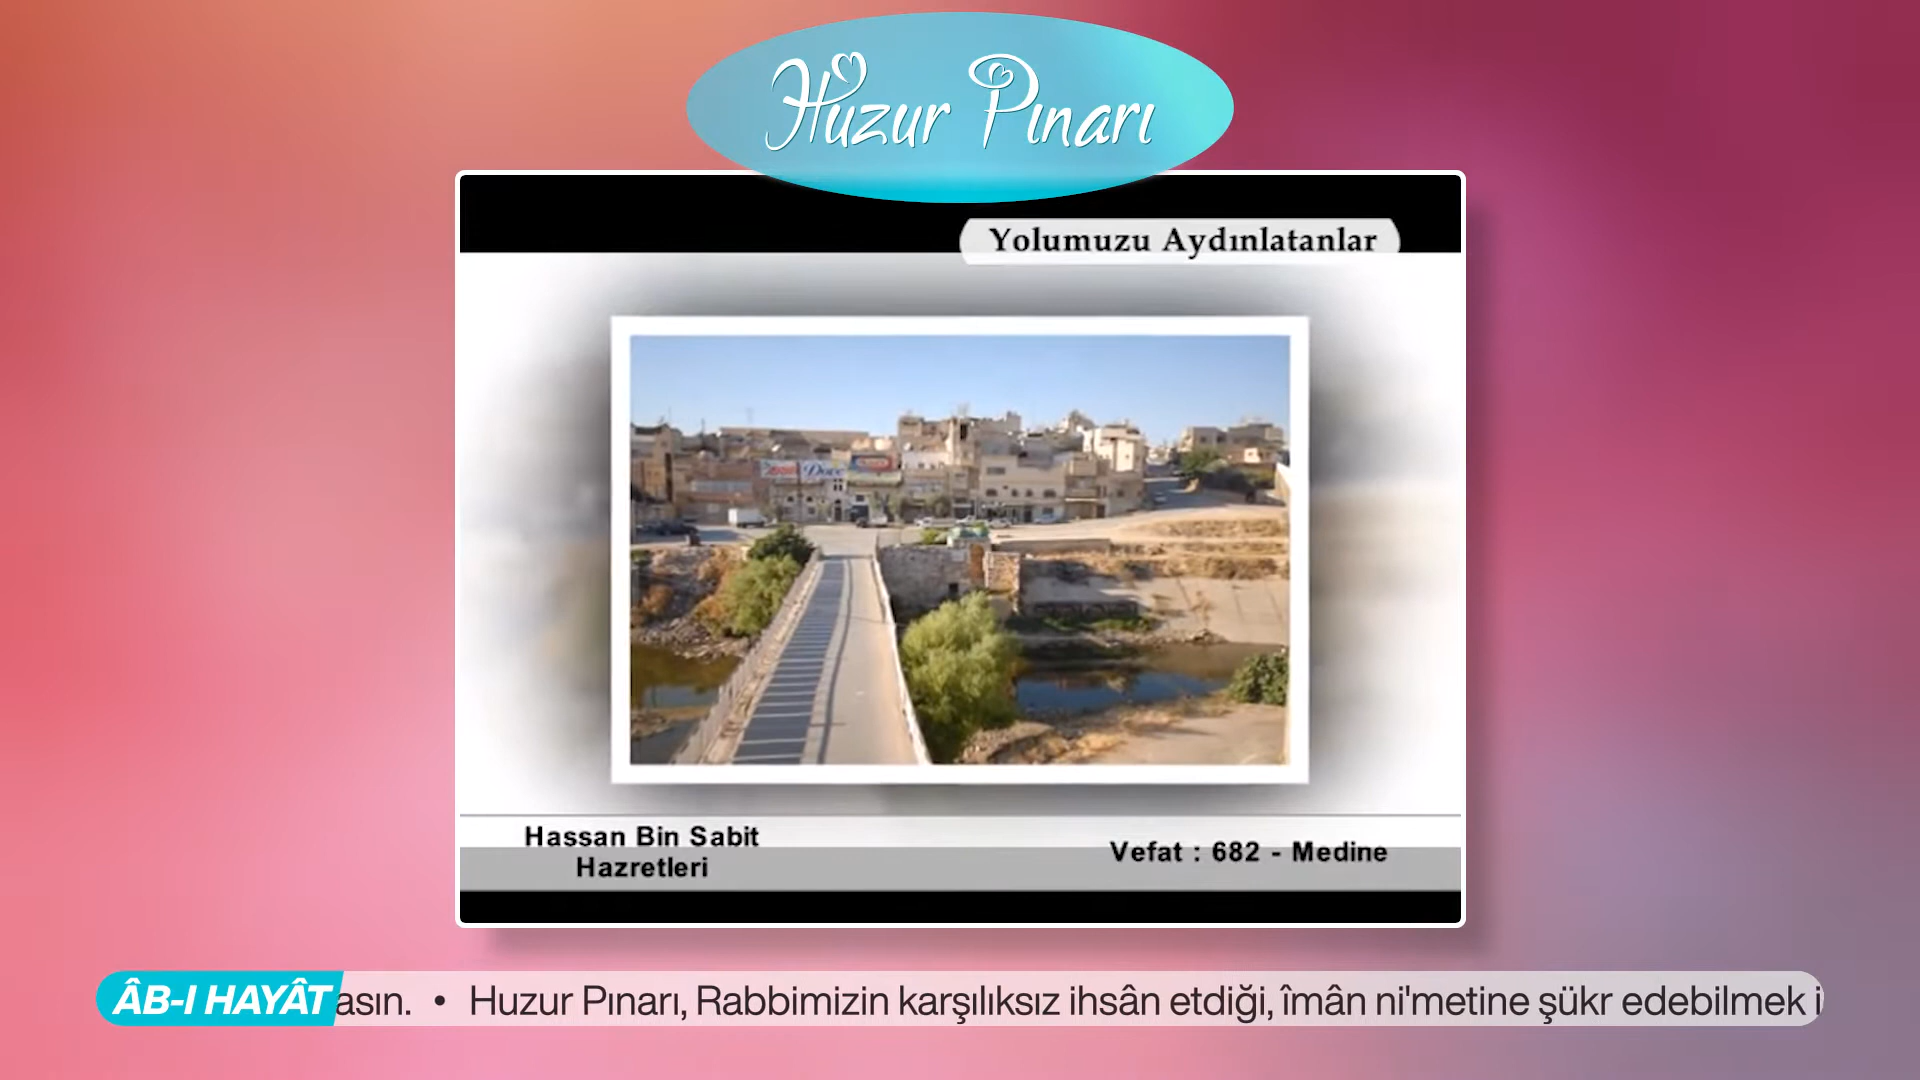 Huzur Pınarı
Yolumuzu Aydınlatanlar
Dove
Hassan Bin Sabit
Hazretleri
Vefat : 682 - Medine
ÂB-I HAYÂT
asın. • Huzur Pınarı, Rabbimizin karşılıksız ihsân etdiği, îmân ni'metine şükr edebilmek i